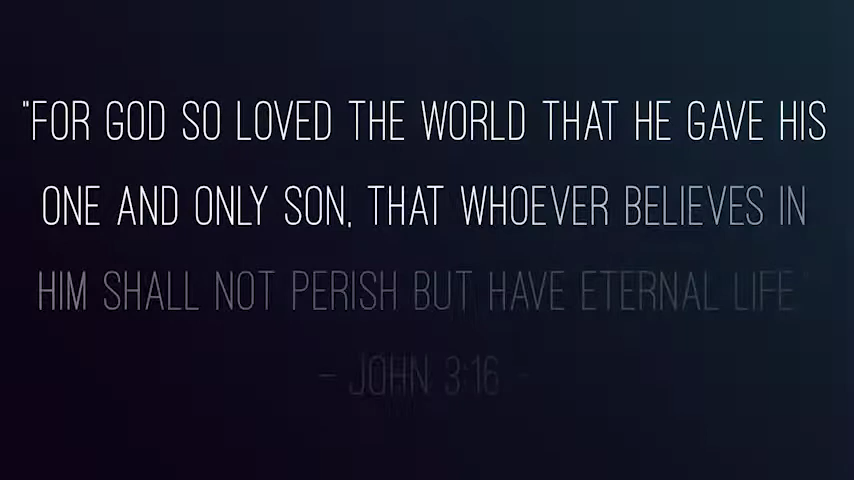 "FOR GOD SO LOVED THE WORLD THAT HE GAVE HIS
ONE AND ONLY SON, THAT WHOEVER BELIEVES IN
HIM SHALL NOT PERISH BUT HAVE ETERNAL LIFE."
- JOHN 3:16 -